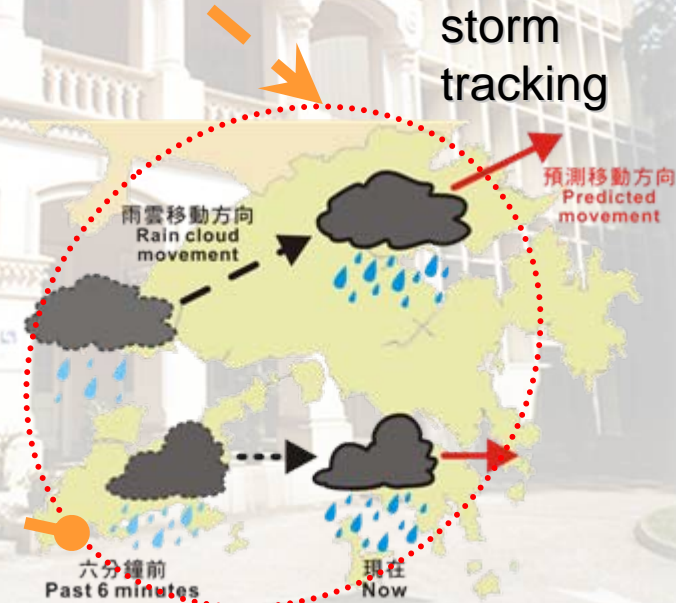 storm
tracking
預測移動方向
Predicted
movement
雨雲移動方向
Rain cloud
movement
六分鐘前
Past 6 minutes
現在
Now